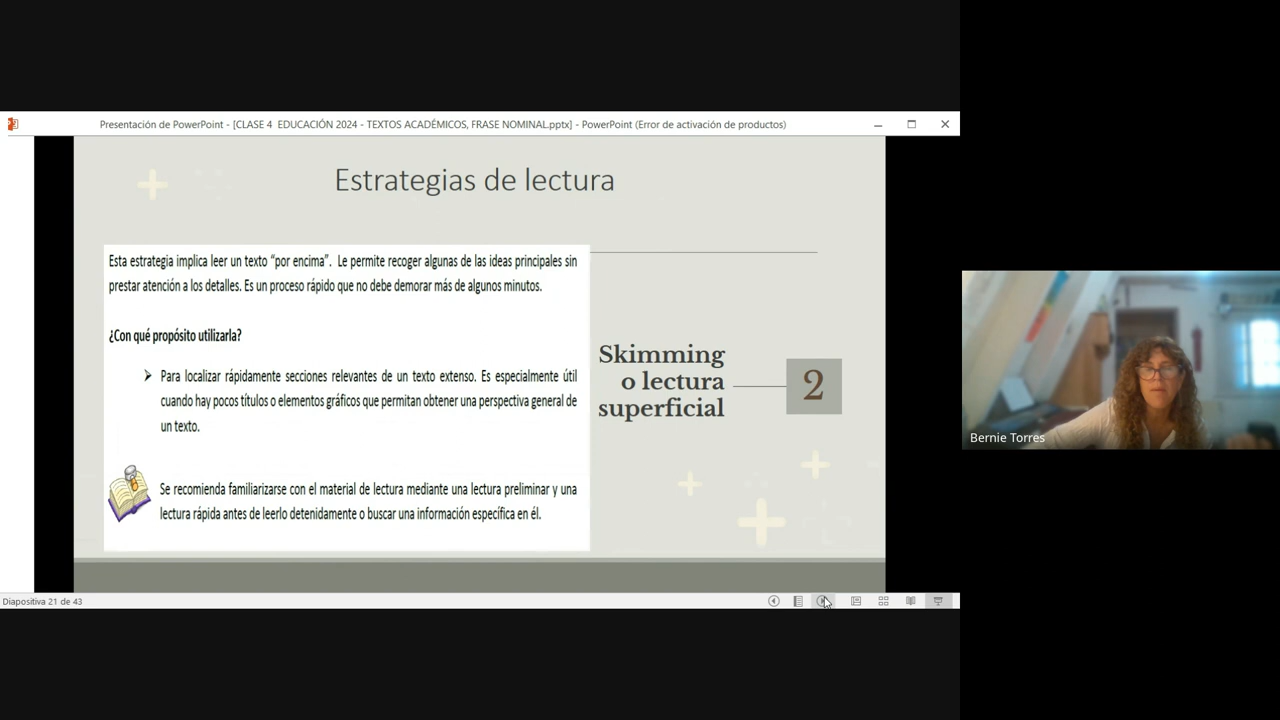 Presentación de PowerPoint - [CLASE 4  EDUCACIÓN 2024 - TEXTOS ACADÉMICOS, FRASE NOMINAL.pptx] - PowerPoint (Error de activación de productos)
Estrategias de lectura
Esta estrategia implica leer un texto “por encima”.  Le permite recoger algunas de las ideas principales sin
prestar atención a los detalles. Es un proceso rápido que no debe demorar más de algunos minutos.
¿Con qué propósito utilizarla?
➢ Para localizar rápidamente secciones relevantes de un texto extenso. Es especialmente útil
cuando hay pocos títulos o elementos gráficos que permitan obtener una perspectiva general de
un texto.
Se recomienda familiarizarse con el material de lectura mediante una lectura preliminar y una
lectura rápida antes de leerlo detenidamente o buscar una información específica en él.
Skimming
o lectura
superficial
2
Bernie Torres
Diapositiva 21 de 43